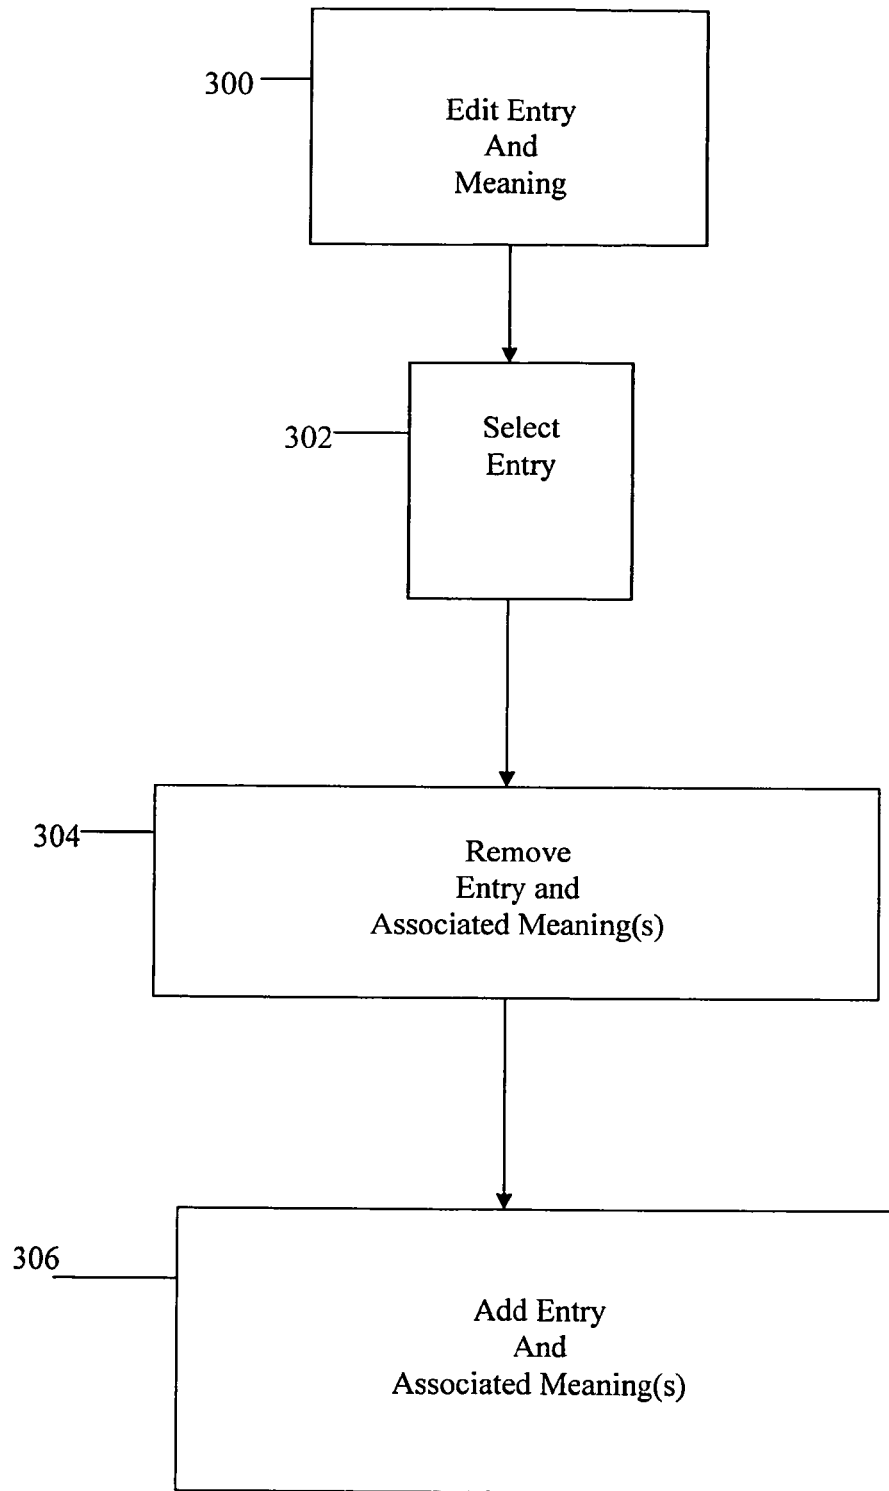 300
Edit Entry
And
Meaning
302
Select
Entry
304
Remove
Entry and
Associated Meaning(s)
306
Add Entry
And
Associated Meaning(s)